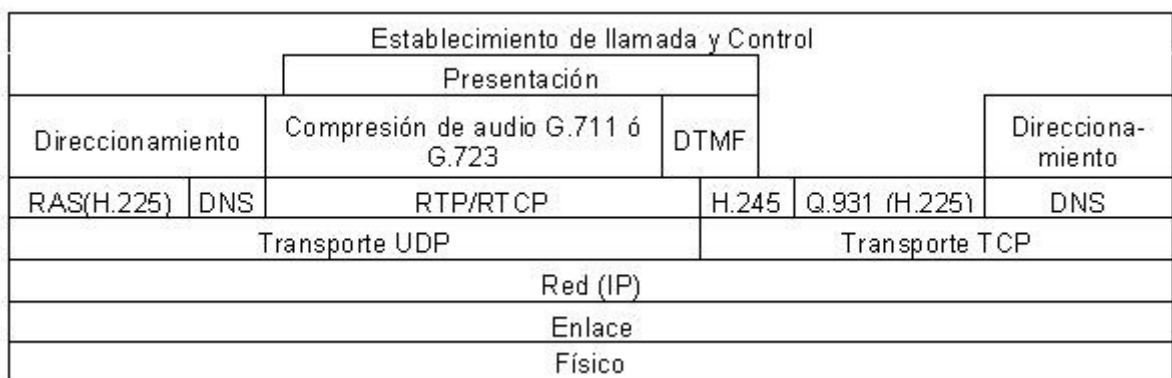 Establecimiento de llamada y Control
Presentación
Direccionamiento
Compresión de audio G.711 ó
G.723
DTMF
Direcciona-
miento
RAS(H.225)
DNS
RTP/RTCP
H.245
Q.931 (H.225)
DNS
Transporte UDP
Transporte TCP
Red (IP)
Enlace
Físico